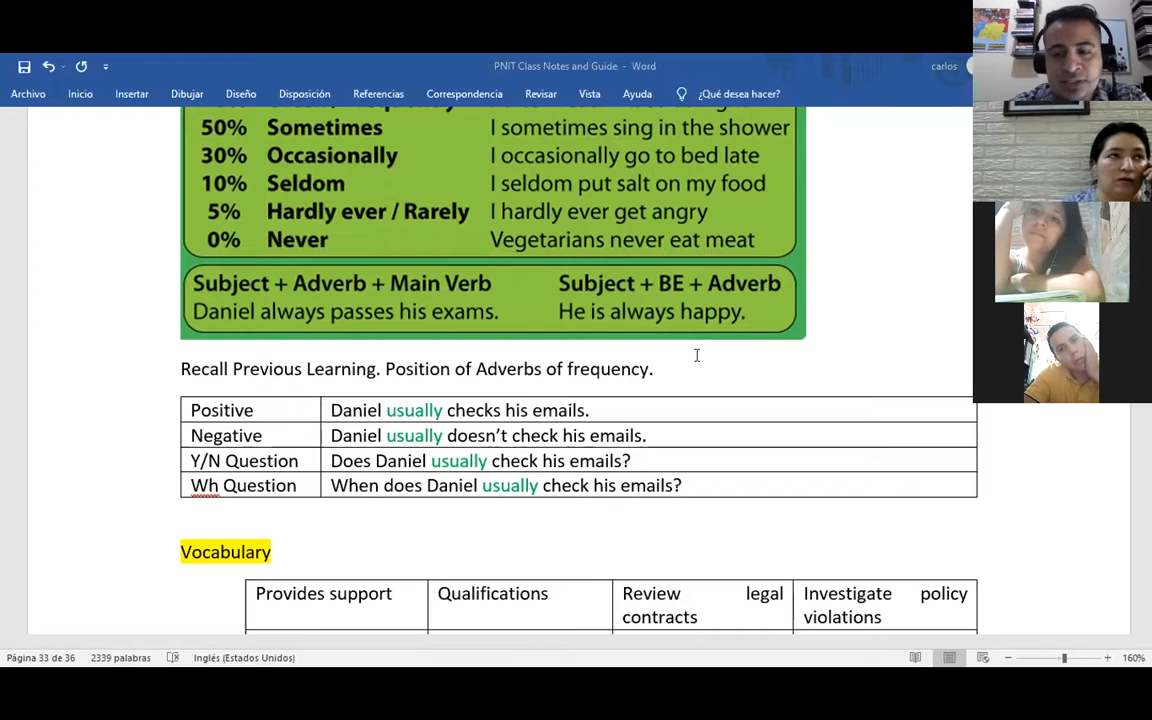 PNIT Class Notes and Guide - Word
carlos
Archivo Inicio Insertar Dibujar Diseño Disposición Referencias Correspondencia Revisar Vista Ayuda ¿Qué desea hacer?
50% Sometimes I sometimes sing in the shower
30% Occasionally I occasionally go to bed late
10% Seldom I seldom put salt on my food
5% Hardly ever / Rarely I hardly ever get angry
0% Never Vegetarians never eat meat
Subject + Adverb + Main Verb Subject + BE + Adverb
Daniel always passes his exams. He is always happy.
Recall Previous Learning. Position of Adverbs of frequency.
Positive Daniel usually checks his emails.
Negative Daniel usually doesn't check his emails.
Y/N Question Does Daniel usually check his emails?
Wh Question When does Daniel usually check his emails?
Vocabulary
Provides support Qualifications Review legal Investigate policy
contracts violations
Página 33 de 36 2339 palabras Inglés (Estados Unidos) 160%